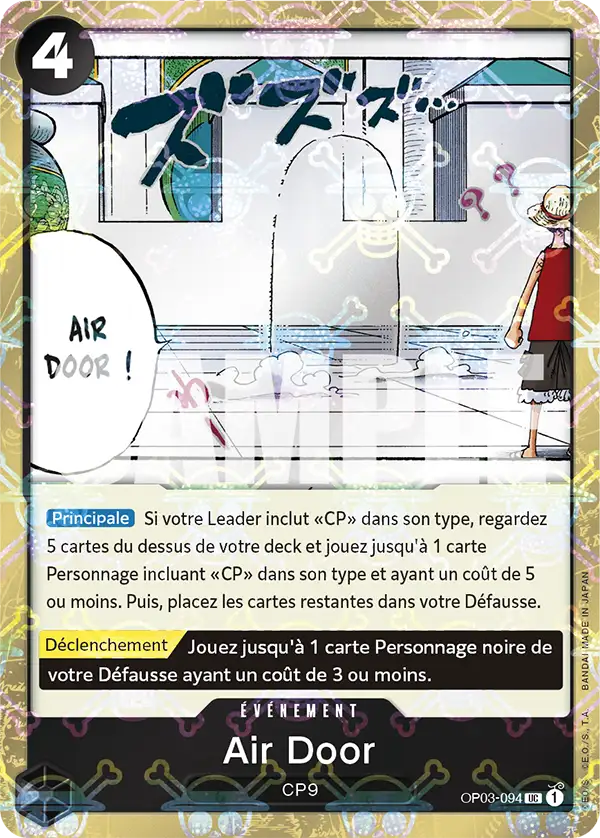 4
ズズズ…
? ?
AIR
DOOR !
SAMPLE
Principale Si votre Leader inclut «CP» dans son type, regardez
5 cartes du dessus de votre deck et jouez jusqu'à 1 carte
Personnage incluant «CP» dans son type et ayant un coût de 5
ou moins. Puis, placez les cartes restantes dans votre Défausse.
Déclenchement Jouez jusqu'à 1 carte Personnage noire de
votre Défausse ayant un coût de 3 ou moins.
ÉVÉNEMENT
Air Door
CP9
OP03-094 UC 1
BANDAI MADE IN JAPAN